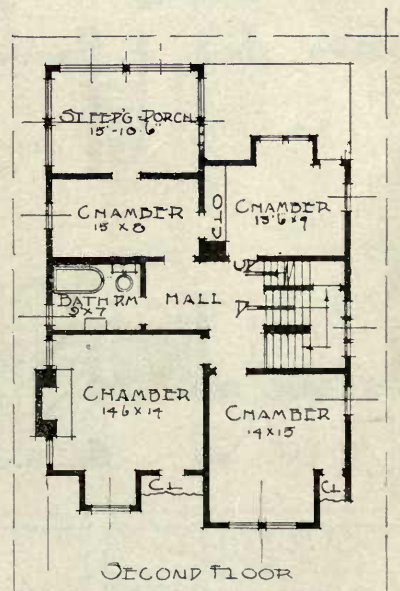 SLEEP'G PORCH
15'-10'6"
CHAMBER
15 X 8
CHAMBER
13'6 X 9
CLO
UP
D
BATH RM
9 X 7
HALL
CHAMBER
14'6 X 14
CHAMBER
14 X 15
CL
CL
SECOND FLOOR